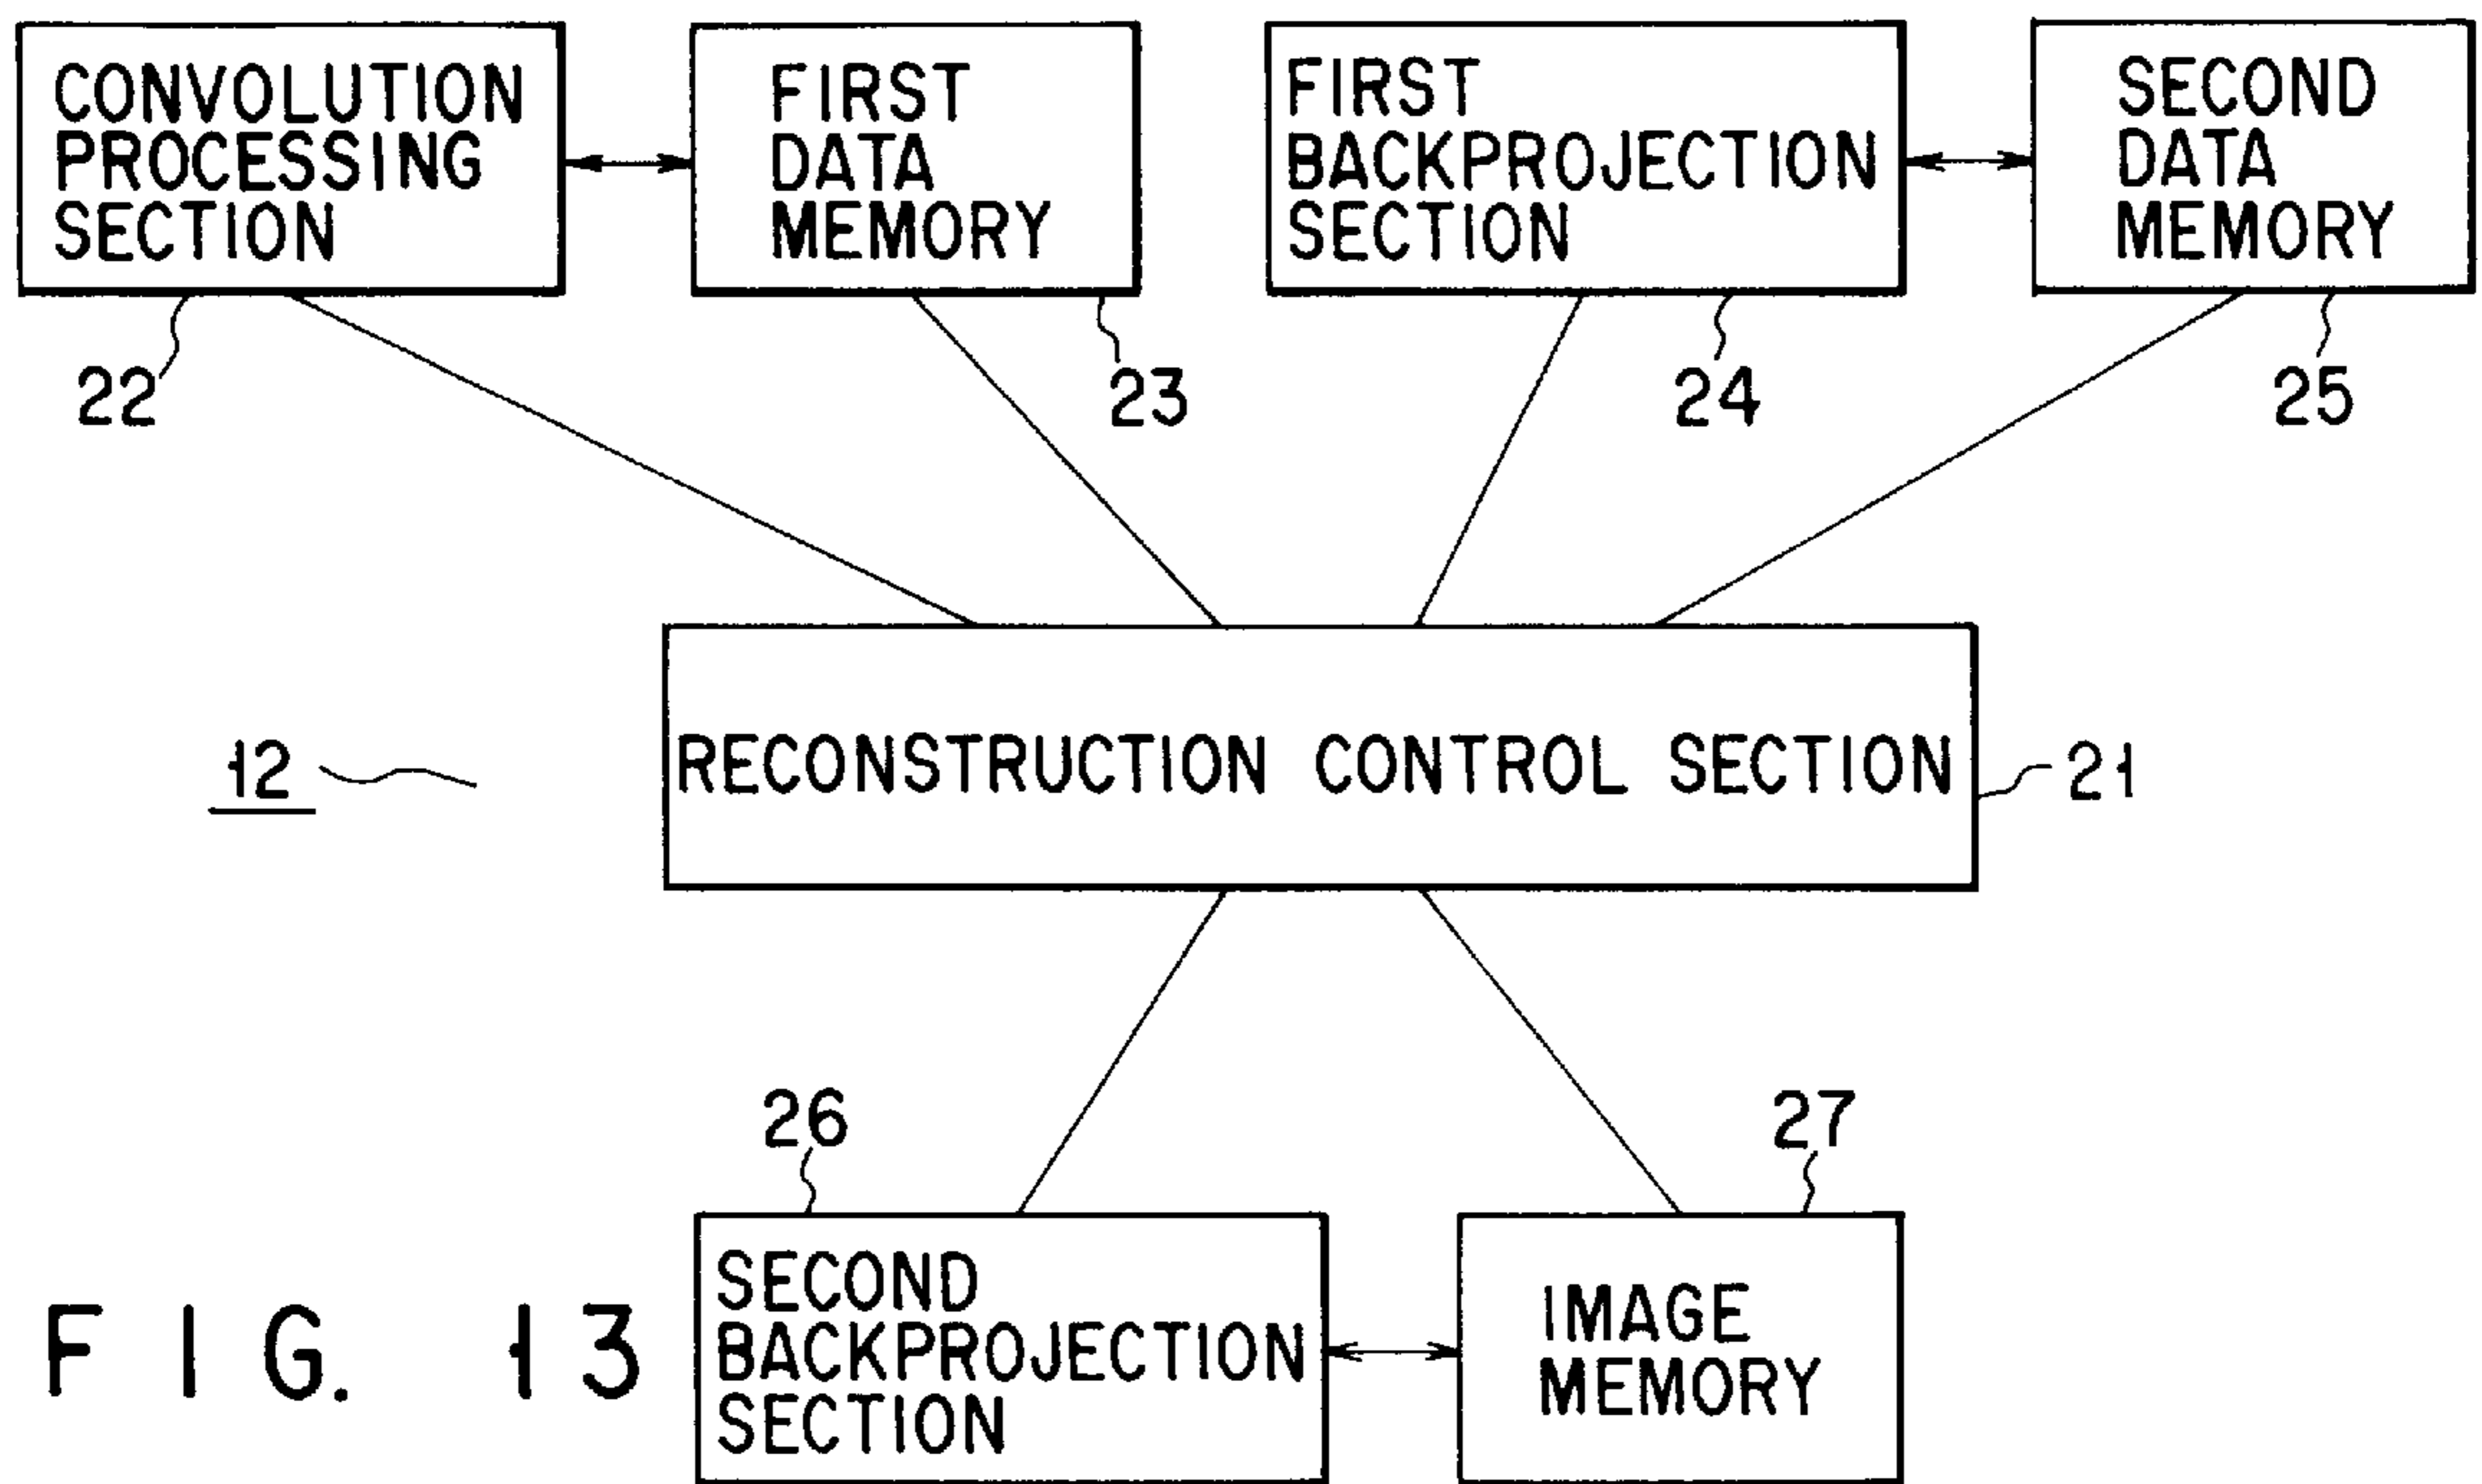 CONVOLUTION
PROCESSING
SECTION
FIRST
DATA
MEMORY
FIRST
BACKPROJECTION
SECTION
SECOND
DATA
MEMORY
22
23
24
25
RECONSTRUCTION CONTROL SECTION
12
21
26
27
SECOND
BACKPROJECTION
SECTION
IMAGE
MEMORY
FIG. 13